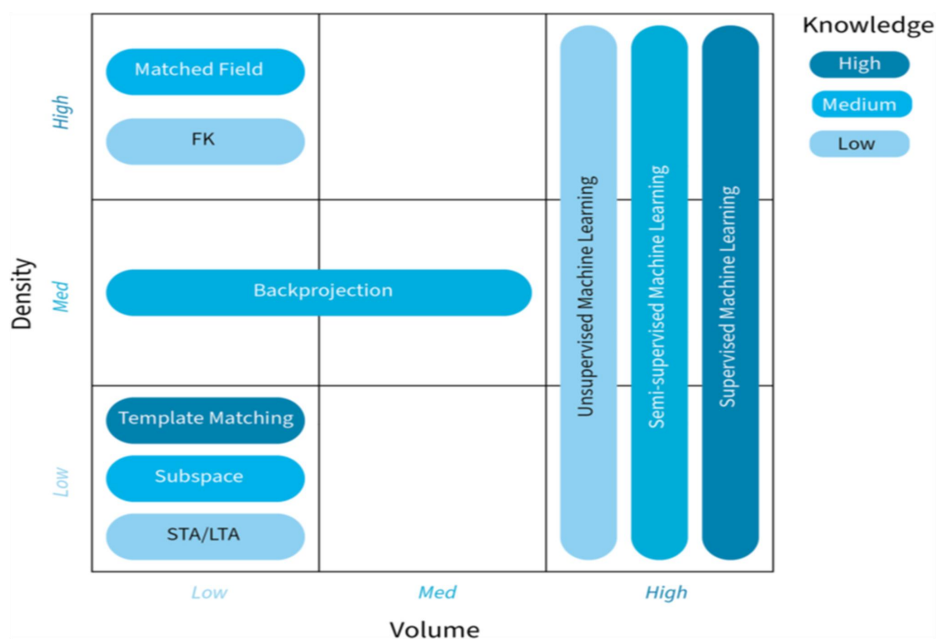 Knowledge
High
Medium
Low
Density
High
Med
Low
Matched Field
FK
Backprojection
Template Matching
Subspace
STA/LTA
Unsupervised Machine Learning
Semi-supervised Machine Learning
Supervised Machine Learning
Low
Med
High
Volume